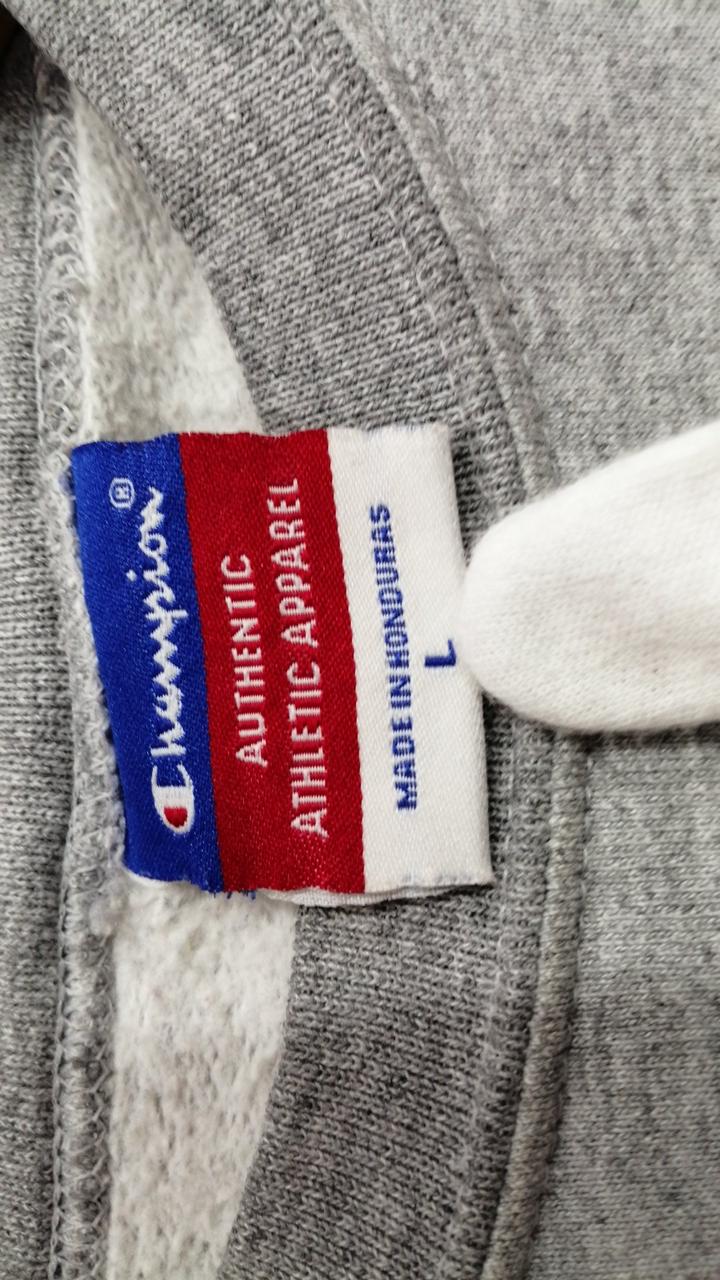 Champion®
AUTHENTIC
ATHLETIC APPAREL
MADE IN HONDURAS
L